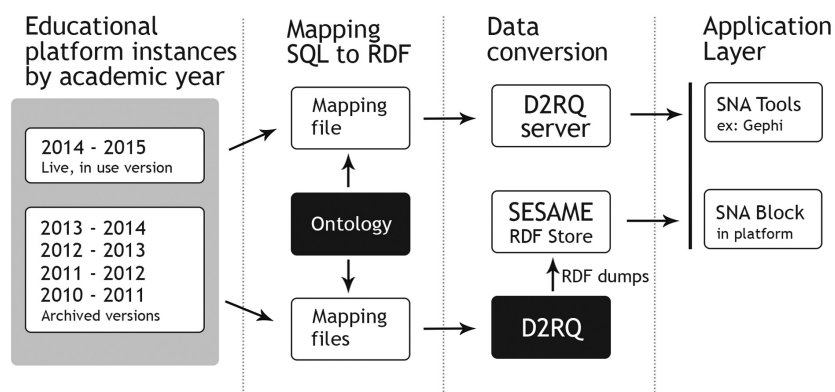 Educational
platform instances
by academic year
Mapping
SQL to RDF
Data
conversion
Application
Layer
2014 - 2015
Live, in use version
2013 - 2014
2012 - 2013
2011 - 2012
2010 - 2011
Archived versions
Mapping
file
Ontology
Mapping
files
D2RQ
server
SESAME
RDF Store
RDF dumps
D2RQ
SNA Tools
ex: Gephi
SNA Block
in platform